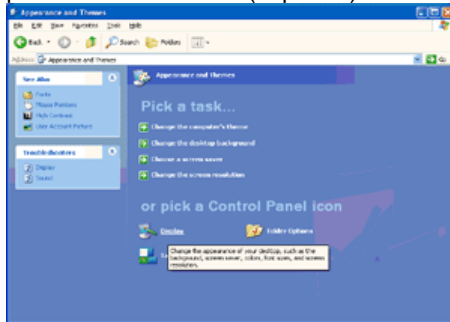 Appearance and Themes
File Edit View Favorites Tools Help
Back Search Folders
Address Appearance and Themes Go
See Also
Fonts
Mouse Pointers
High Contrast
User Account Picture
Troubleshooters
Display
Sound
Appearance and Themes
Pick a task...
Change the computer's theme
Change the desktop background
Choose a screen saver
Change the screen resolution
or pick a Control Panel icon
Display
Folder Options
Change the appearance of your desktop, such as the
background, screen saver, colors, font sizes, and screen
resolution.